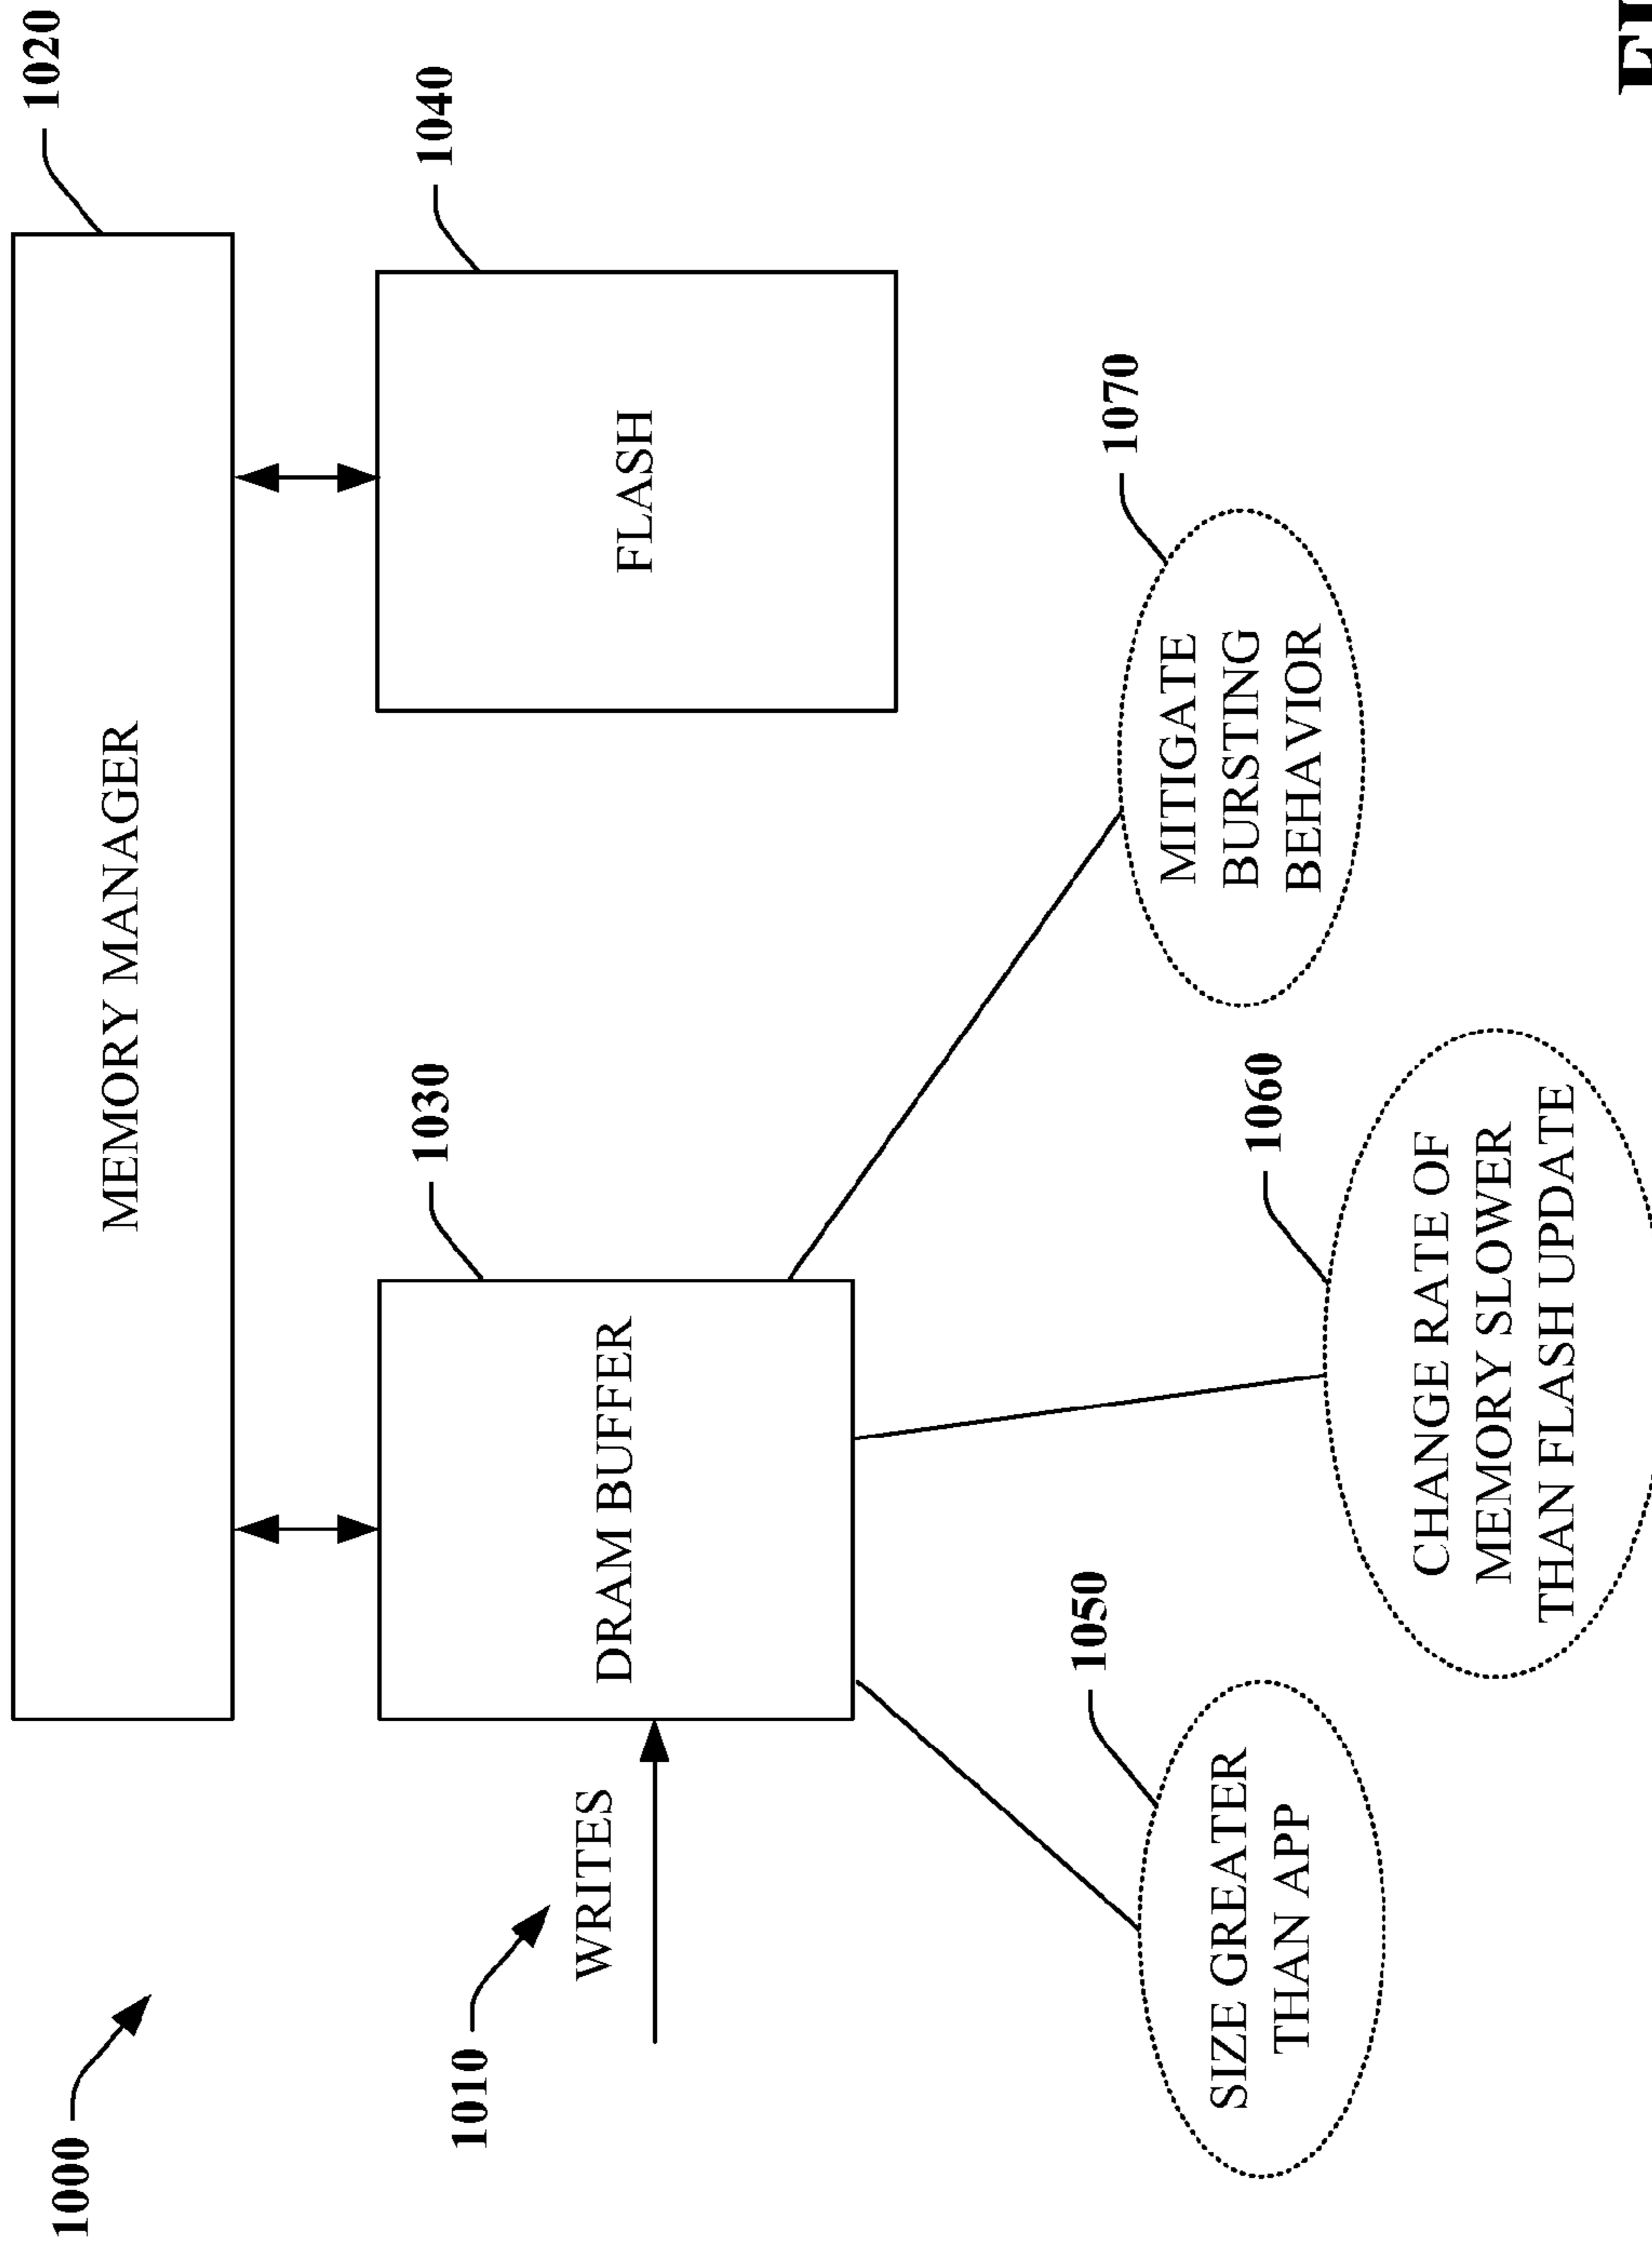 1020
1000
MEMORY MANAGER
1030
1040
1010
WRITES
DRAM BUFFER
FLASH
1050
1070
MITIGATE
BURSTING
BEHAVIOR
SIZE GREATER
THAN APP
1060
CHANGE RATE OF
MEMORY SLOWER
THAN FLASH UPDATE